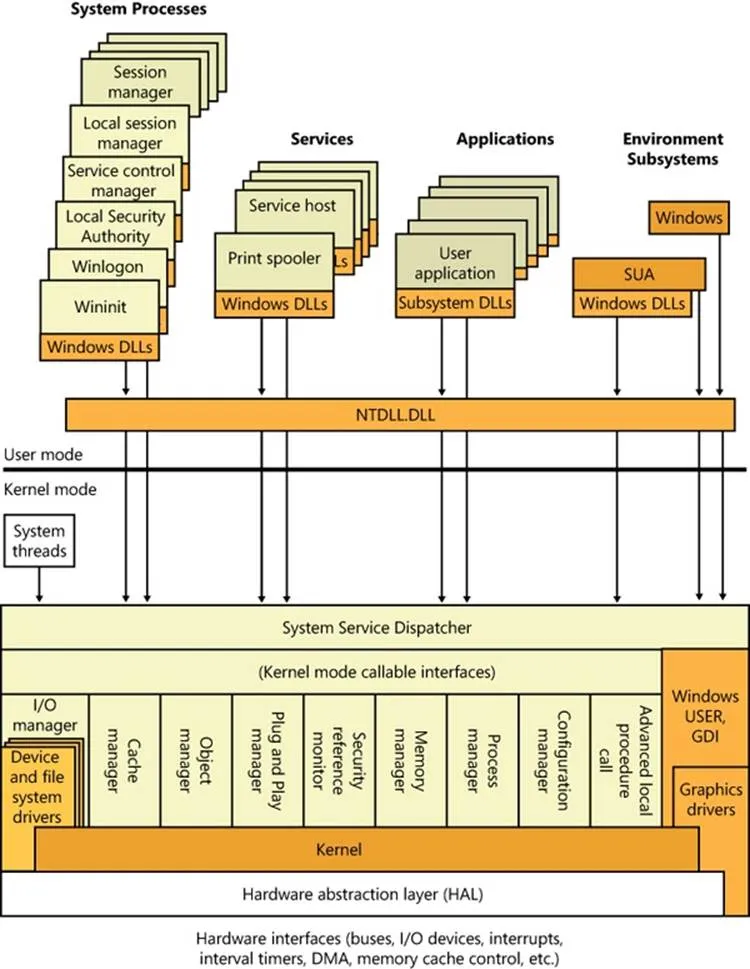 System Processes
Session
manager
Local session
manager
Service control
manager
Local Security
Authority
Winlogon
Wininit
Windows DLLs
Services
Service host
Print spooler
Ls
Windows DLLs
Applications
User
application
Subsystem DLLs
Environment
Subsystems
Windows
SUA
Windows DLLs
NTDLL.DLL
User mode
Kernel mode
System
threads
System Service Dispatcher
(Kernel mode callable interfaces)
I/O
manager
Device
and file
system
drivers
Cache
manager
Object
manager
Plug and Play
manager
Security
reference
monitor
Memory
manager
Process
manager
Configuration
manager
Advanced local
procedure
call
Windows
USER,
GDI
Graphics
drivers
Kernel
Hardware abstraction layer (HAL)
Hardware interfaces (buses, I/O devices, interrupts,
interval timers, DMA, memory cache control, etc.)